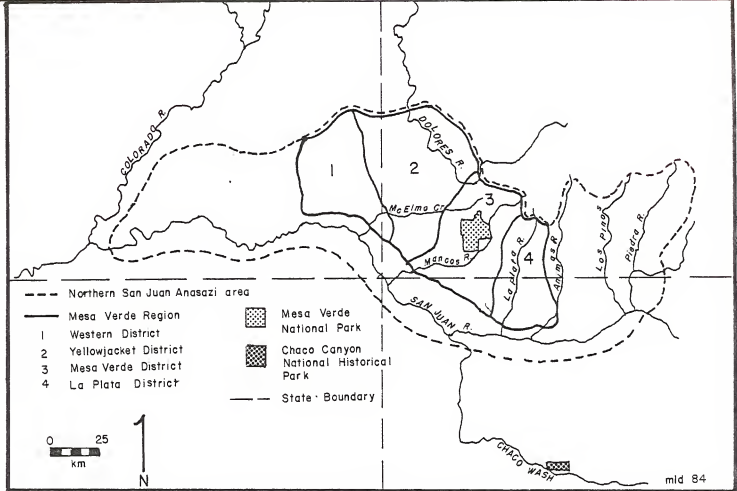 COLORADO R.
DOLORES R.
1
2
3
4
McElmo Cr.
Mancos R.
La Plata R.
Animas R.
Los Pinos
Piedra R.
SAN JUAN R.
Northern San Juan Anasazi area
Mesa Verde Region
1 Western District
2 Yellowjacket District
3 Mesa Verde District
4 La Plata District
Mesa Verde
National Park
Chaco Canyon
National Historical
Park
State Boundary
0 25
km
N
CHACO WASH
mld 84